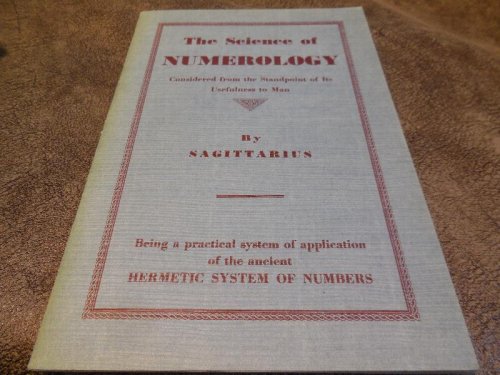 The Science of
NUMEROLOGY
Considered from the Standpoint of Its
Usefulness to Man
By
SAGITTARIUS
Being a practical system of application
of the ancient
HERMETIC SYSTEM OF NUMBERS